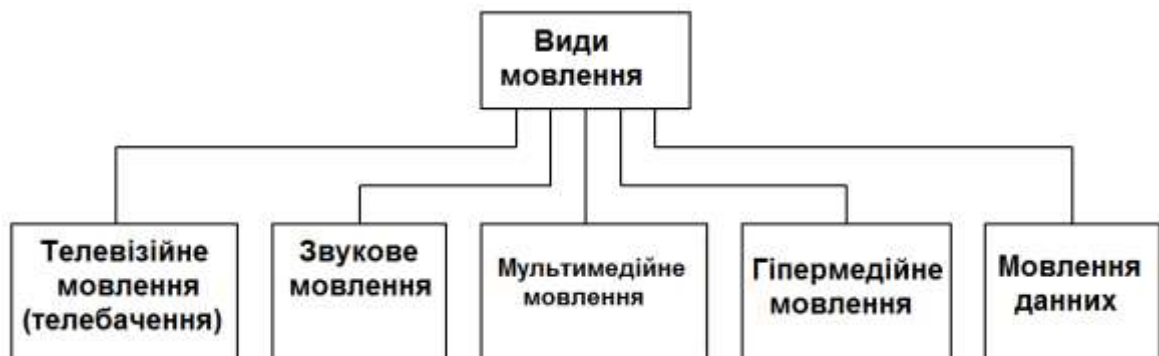 Види
мовлення
Телевізійне
мовлення
(телебачення)
Звукове
мовлення
Мультимедійне
мовлення
Гіпермедійне
мовлення
Мовлення
данних